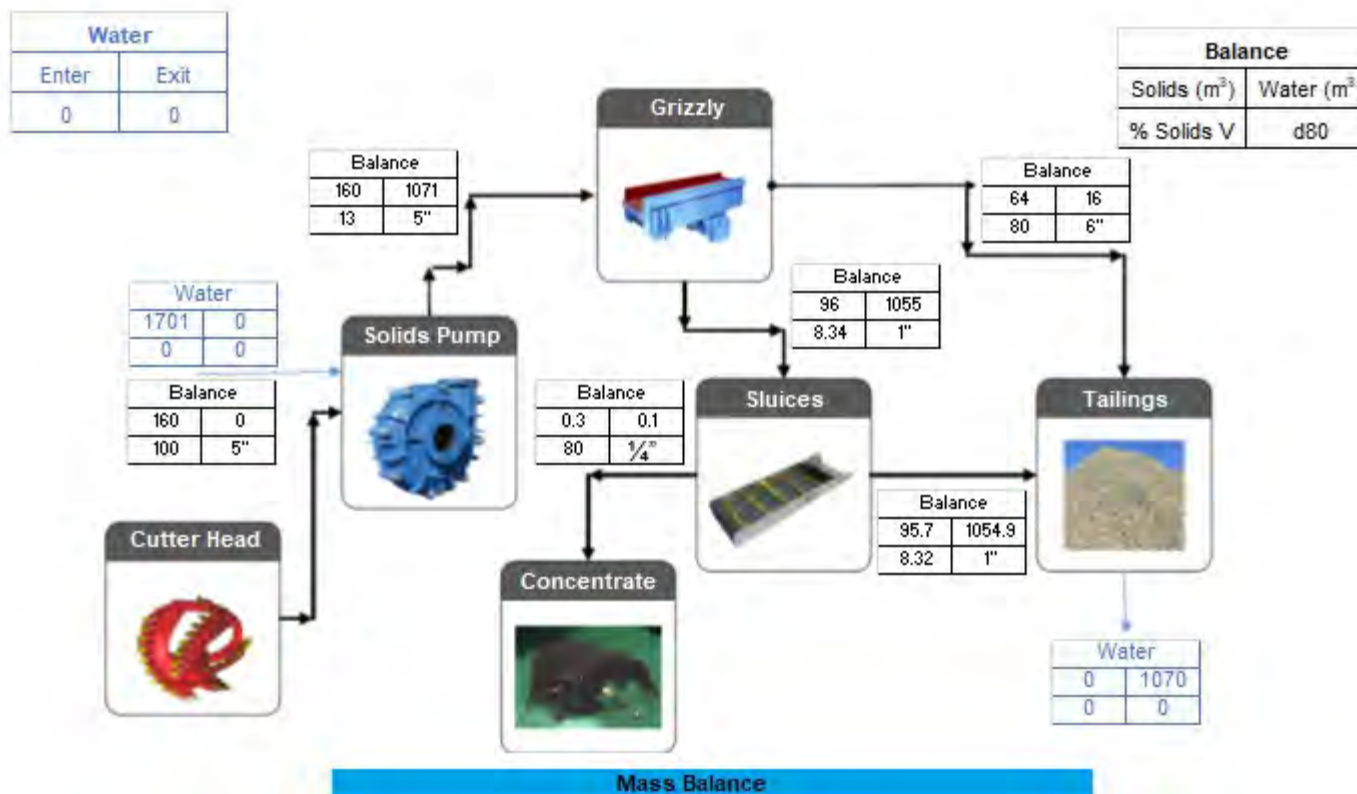 Water
Enter Exit
0 0
Balance
Solids (m³) Water (m³
% Solids V d80
Grizzly
Balance
160 1071
13 5"
Balance
64 16
80 6"
Water
1701 0
0 0
Solids Pump
Balance
96 1055
8.34 1"
Balance
160 0
100 5"
Balance
0.3 0.1
80 ¼"
Sluices
Tailings
Balance
95.7 1054.9
8.32 1"
Cutter Head
Concentrate
Water
0 1070
0 0
Mass Balance